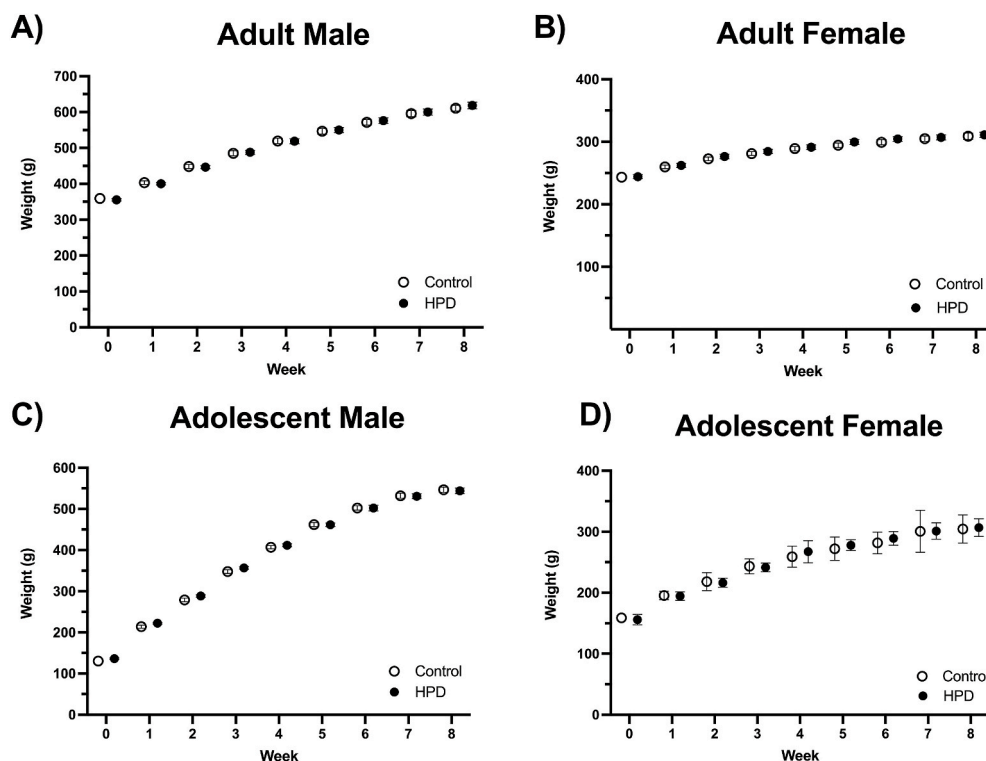 A)
Adult Male
Weight (g)
700
600
500
400
300
200
100
0
Control
HPD
0 1 2 3 4 5 6 7 8
Week
B)
Adult Female
Weight (g)
400
300
200
100
Control
HPD
0 1 2 3 4 5 6 7 8
Week
C)
Adolescent Male
Weight (g)
600
500
400
300
200
100
0
Control
HPD
0 1 2 3 4 5 6 7 8
Week
D)
Adolescent Female
Weight (g)
400
300
200
100
0
Control
HPD
0 1 2 3 4 5 6 7 8
Week